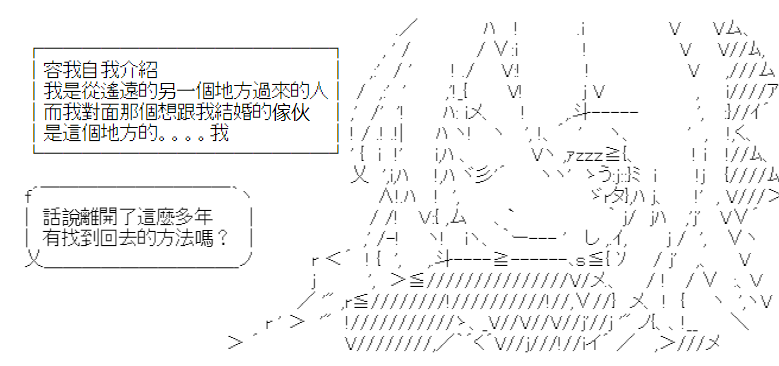 容我自我介紹
我是從遙遠的另一個地方過來的人
而我對面那個想跟我結婚的傢伙
是這個地方的。。。。我
話說離開了這麼多年
有找到回去的方法嗎？